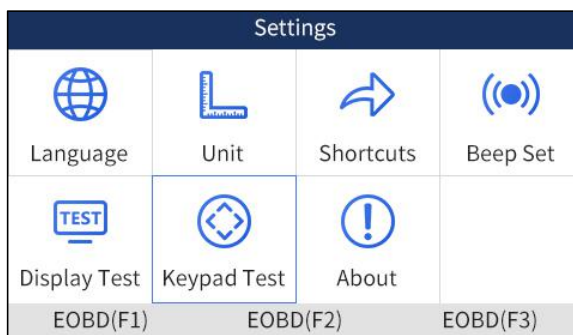 Settings
Language Unit Shortcuts Beep Set
TEST
Display Test Keypad Test About
EOBD(F1) EOBD(F2) EOBD(F3)